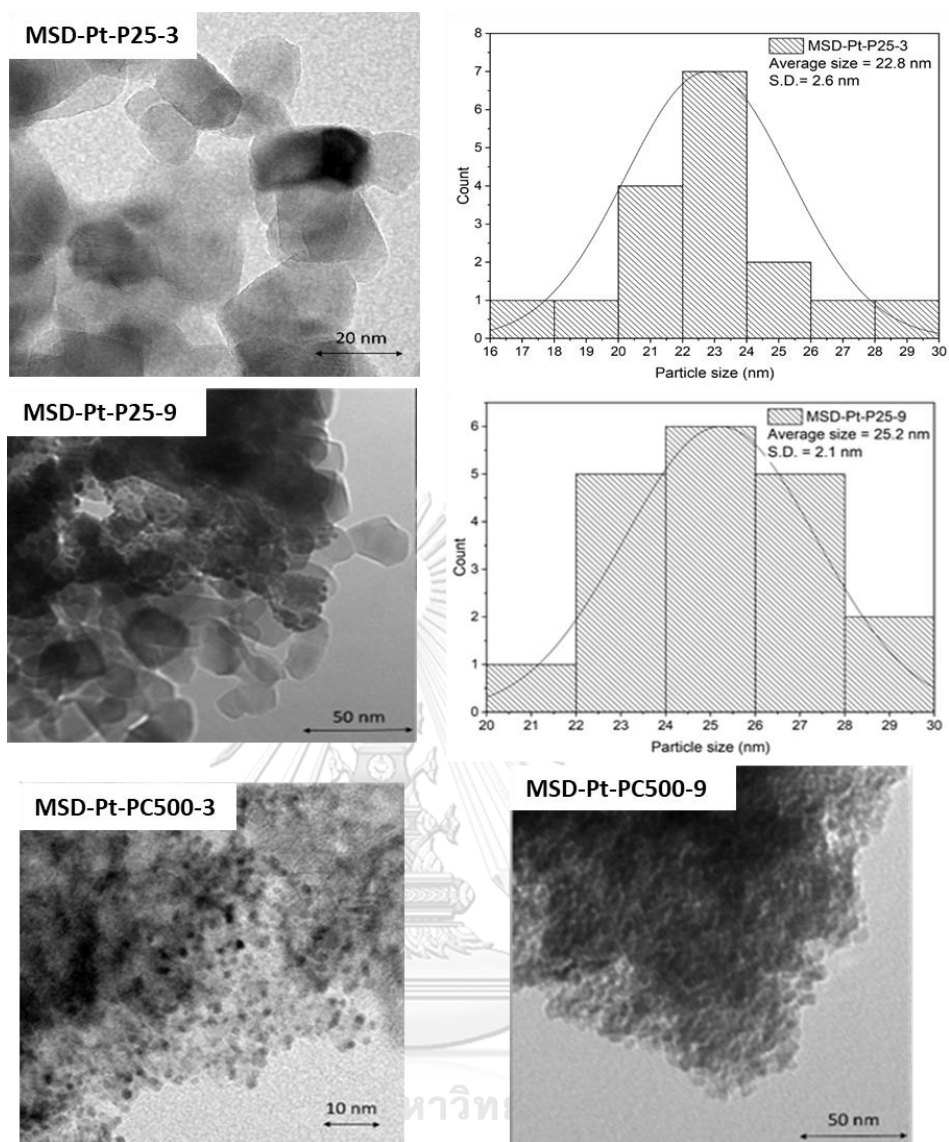 MSD-Pt-P25-3
20 nm
MSD-Pt-P25-3
Average size = 22.8 nm
S.D.= 2.6 nm
Count
8
7
6
5
4
3
2
1
0
16 17 18 19 20 21 22 23 24 25 26 27 28 29 30
Particle size (nm)
MSD-Pt-P25-9
50 nm
MSD-Pt-P25-9
Average size = 25.2 nm
S.D. = 2.1 nm
Count
6
5
4
3
2
1
0
20 21 22 23 24 25 26 27 28 29 30
Particle size (nm)
MSD-Pt-PC500-3
10 nm
MSD-Pt-PC500-9
50 nm
หาวิทย